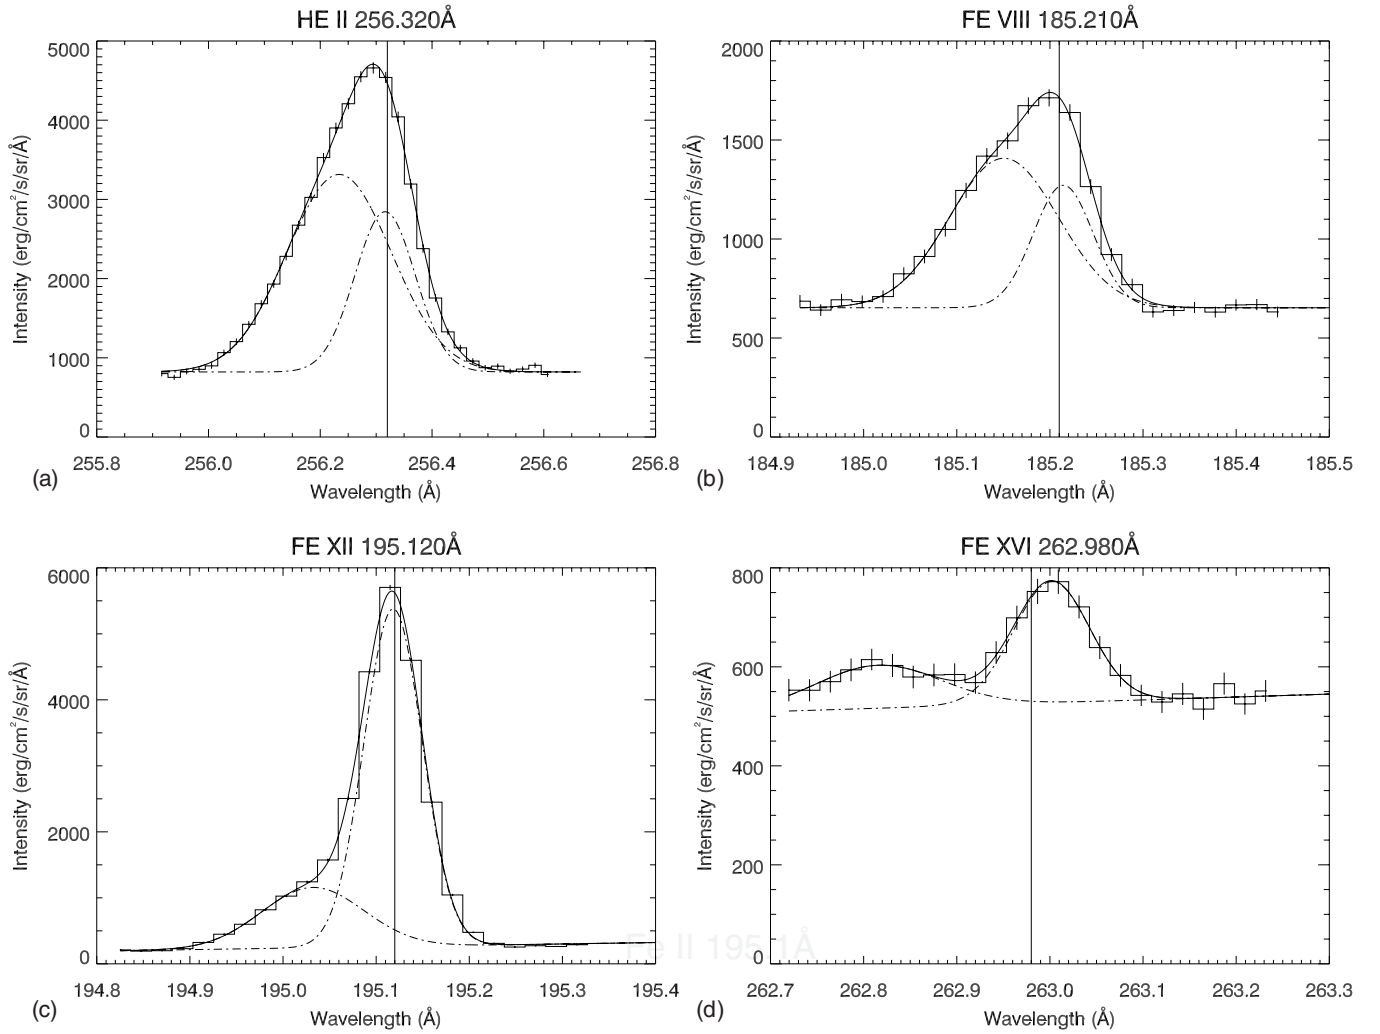 HE II 256.320Å
Intensity (erg/cm²/s/sr/Å)
5000
4000
3000
2000
1000
0
255.8 256.0 256.2 256.4 256.6 256.8
Wavelength (Å)
(a)
FE VIII 185.210Å
Intensity (erg/cm²/s/sr/Å)
2000
1500
1000
500
0
184.9 185.0 185.1 185.2 185.3 185.4 185.5
Wavelength (Å)
(b)
FE XII 195.120Å
Intensity (erg/cm²/s/sr/Å)
6000
4000
2000
0
194.8 194.9 195.0 195.1 195.2 195.3 195.4
Wavelength (Å)
(c)
Fe II 195.1Å
FE XVI 262.980Å
Intensity (erg/cm²/s/sr/Å)
800
600
400
200
0
262.7 262.8 262.9 263.0 263.1 263.2 263.3
Wavelength (Å)
(d)